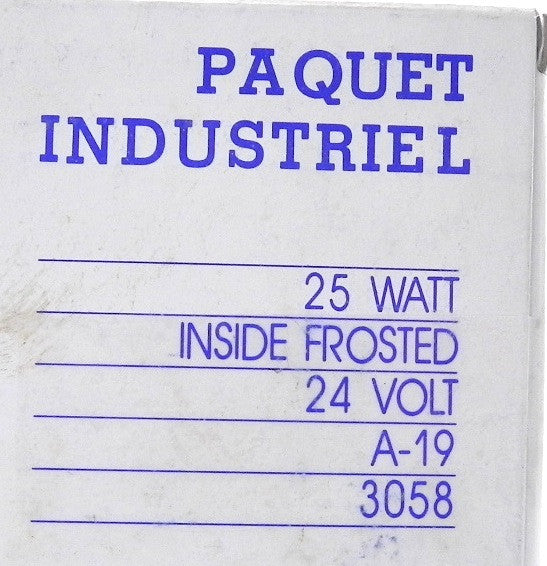 PAQUET
INDUSTRIEL
25 WATT
INSIDE FROSTED
24 VOLT
A-19
3058